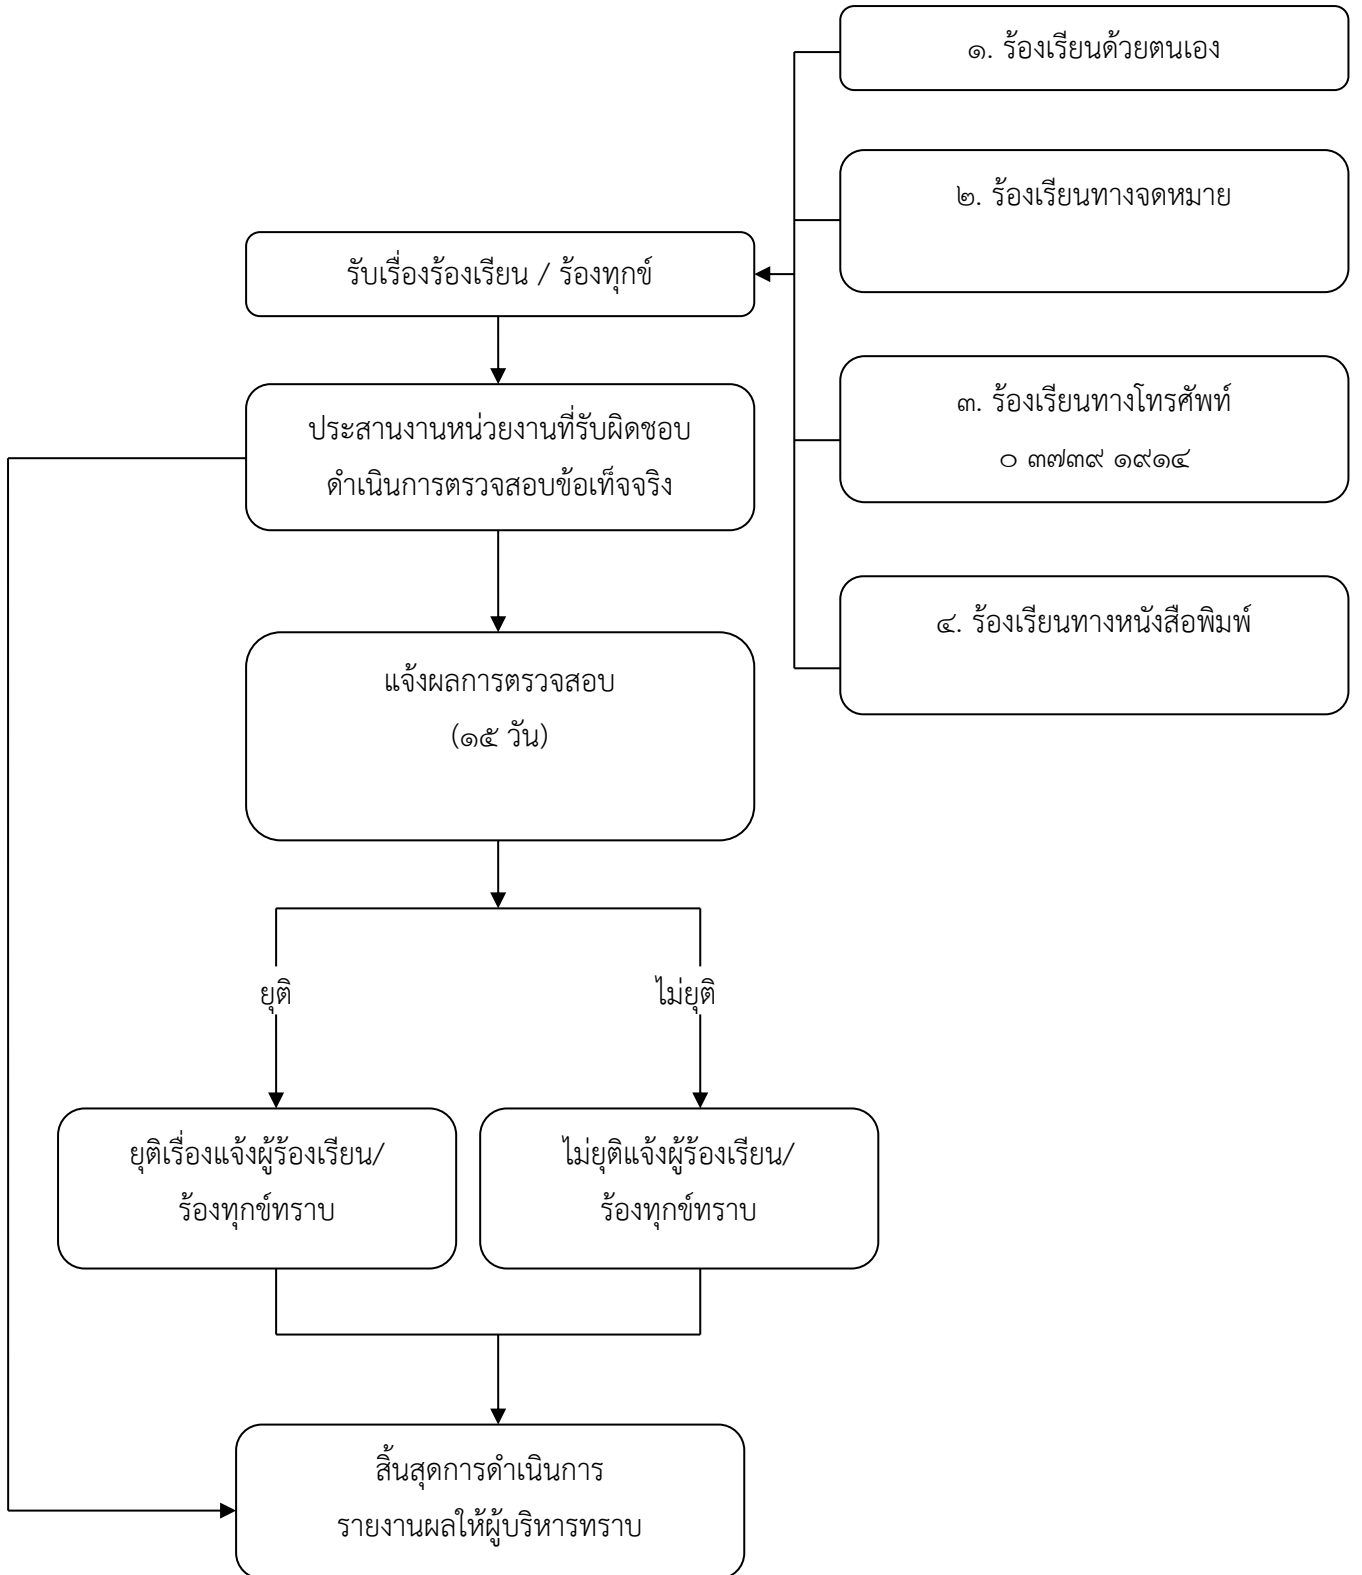 ๑. ร้องเรียนด้วยตนเอง
๒. ร้องเรียนทางจดหมาย
รับเรื่องร้องเรียน / ร้องทุกข์
๓. ร้องเรียนทางโทรศัพท์
๐ ๓๗๓๙ ๑๙๑๔
ประสานงานหน่วยงานที่รับผิดชอบ
ดำเนินการตรวจสอบข้อเท็จจริง
๔. ร้องเรียนทางหนังสือพิมพ์
แจ้งผลการตรวจสอบ
(๑๕ วัน)
ยุติ
ไม่ยุติ
ยุติเรื่องแจ้งผู้ร้องเรียน/
ร้องทุกข์ทราบ
ไม่ยุติแจ้งผู้ร้องเรียน/
ร้องทุกข์ทราบ
สิ้นสุดการดำเนินการ
รายงานผลให้ผู้บริหารทราบ